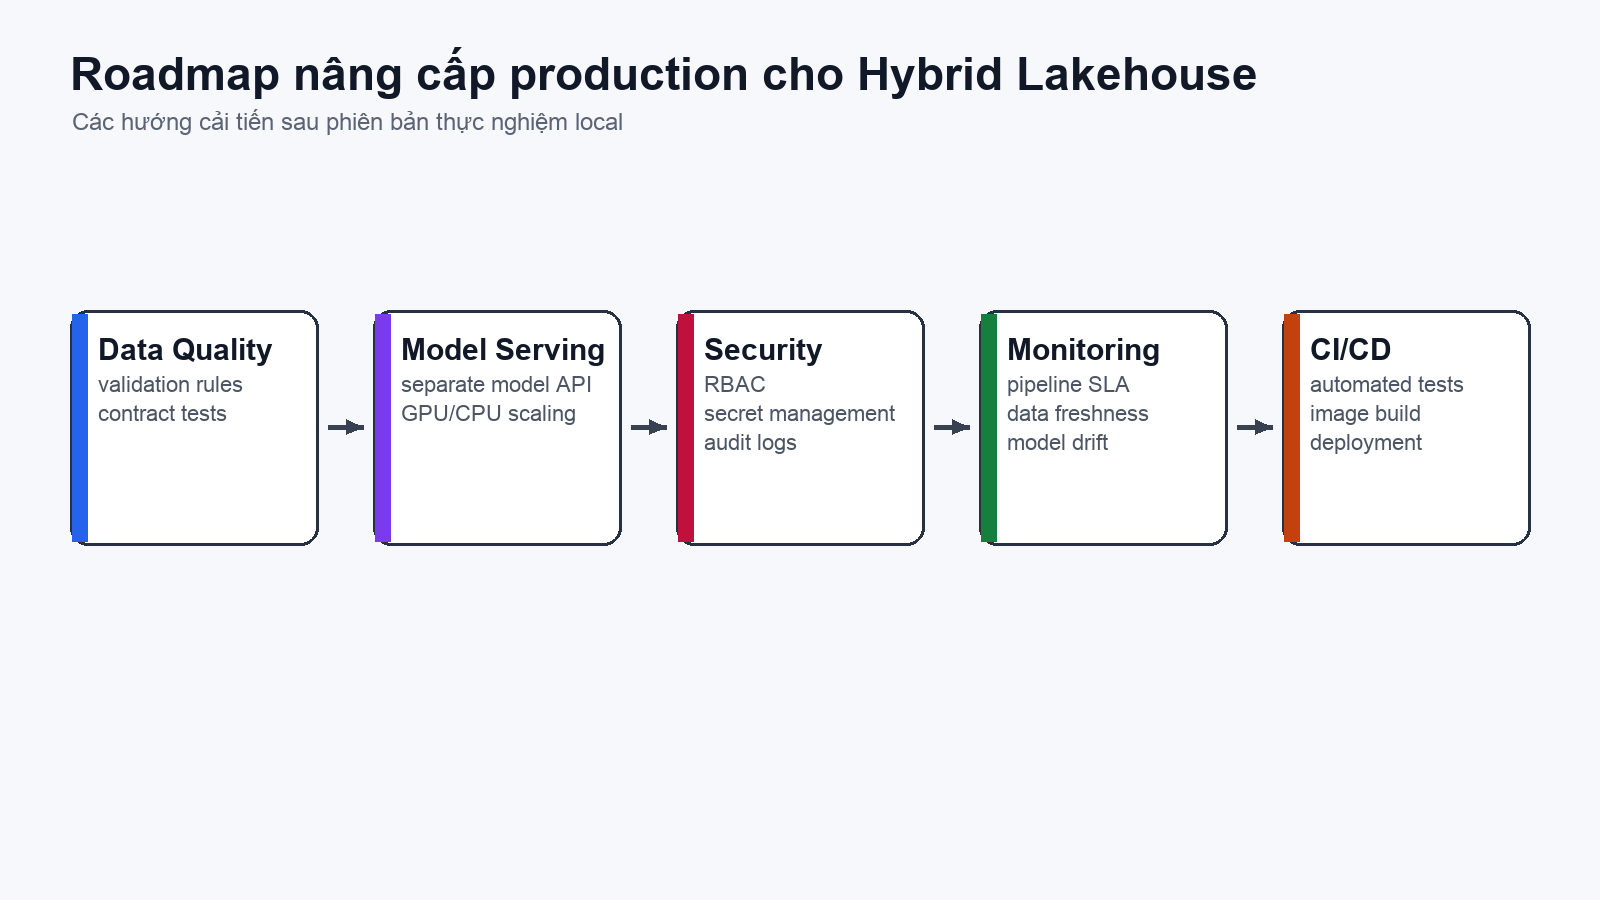 Roadmap nâng cấp production cho Hybrid Lakehouse
Các hướng cải tiến sau phiên bản thực nghiệm local
Data Quality
validation rules
contract tests
Model Serving
separate model API
GPU/CPU scaling
Security
RBAC
secret management
audit logs
Monitoring
pipeline SLA
data freshness
model drift
CI/CD
automated tests
image build
deployment